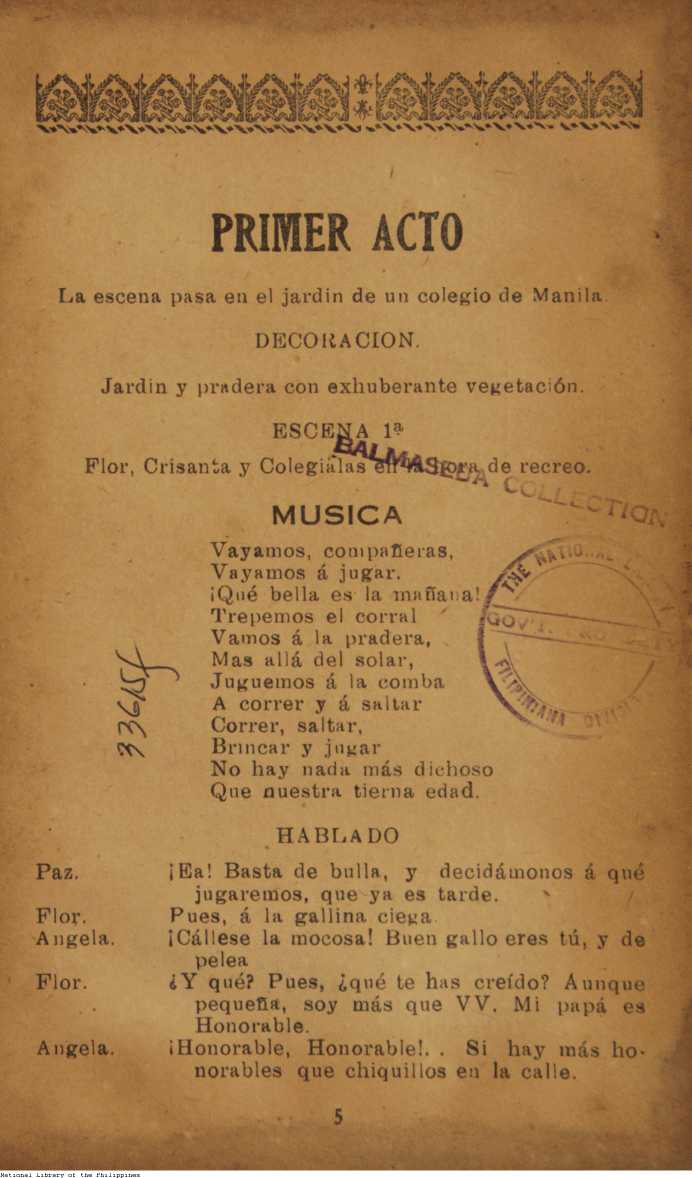 PRIMER ACTO
La escena pasa en el jardin de un colegio de Manila.
DECORACION.
Jardin y pradera con exhuberante vegetación.
ESCENA 1ª
Flor, Crisanta y Colegialas en hora de recreo.
BALMASEDA COLLECTION
MUSICA
Vayamos, compañeras,
Vayamos á jugar.
¡Qué bella es la mañana!
Trepemos el corral
Vamos á la pradera,
Mas allá del solar,
Juguemos á la comba
A correr y á saltar
Correr, saltar,
Brincar y jugar
No hay nada más dichoso
Que nuestra tierna edad.
THE NATIONAL
GOV'T.
FILIPINIANA DIVISION
33615f
HABLADO
Paz. ¡Ea! Basta de bulla, y decidámonos á qué
jugaremos, que ya es tarde.
Flor. Pues, á la gallina ciega.
Angela. ¡Cállese la mocosa! Buen gallo eres tú, y de
pelea
Flor. ¿Y qué? Pues, ¿qué te has creído? Aunque
pequeña, soy más que VV. Mi papá es
Honorable.
Angela. ¡Honorable, Honorable!. . Si hay más ho-
norables que chiquillos en la calle.
5
National Library of the Philippines